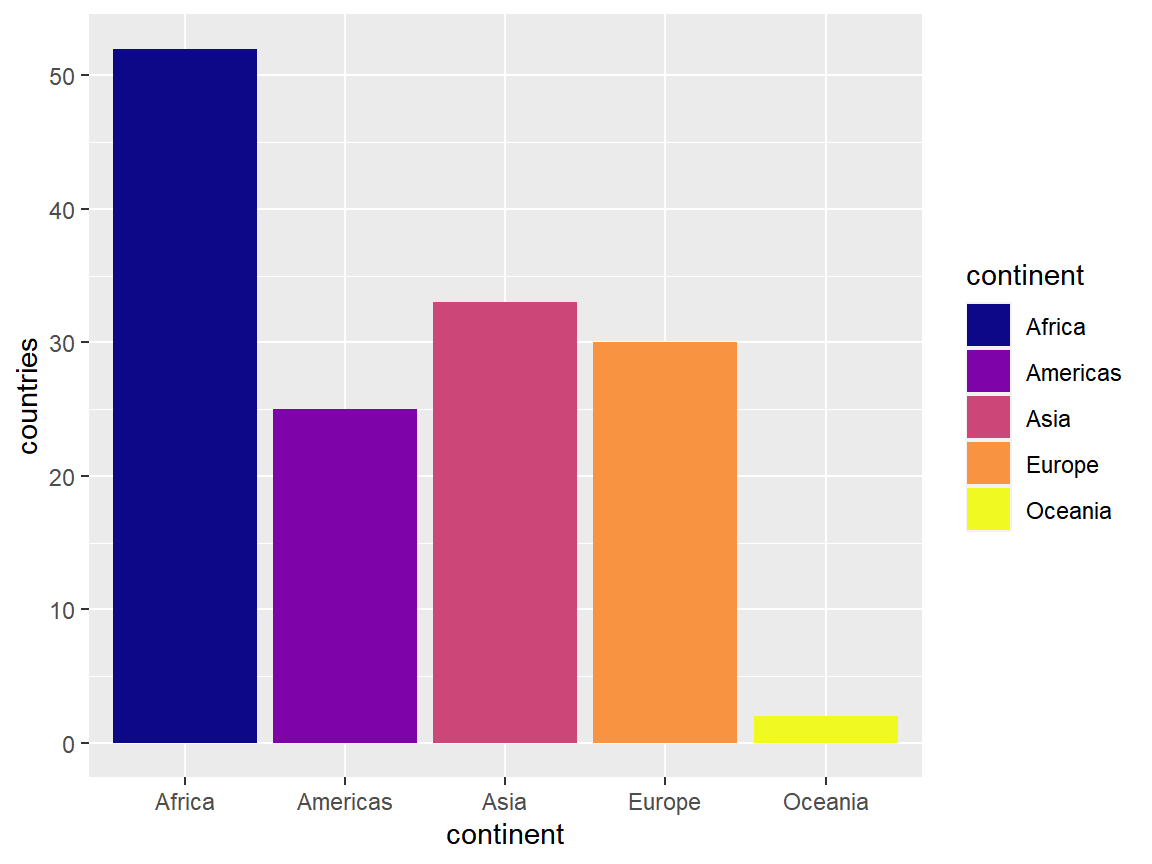 50
40
30
20
10
0
countries
Africa Americas Asia Europe Oceania
continent
continent
Africa
Americas
Asia
Europe
Oceania